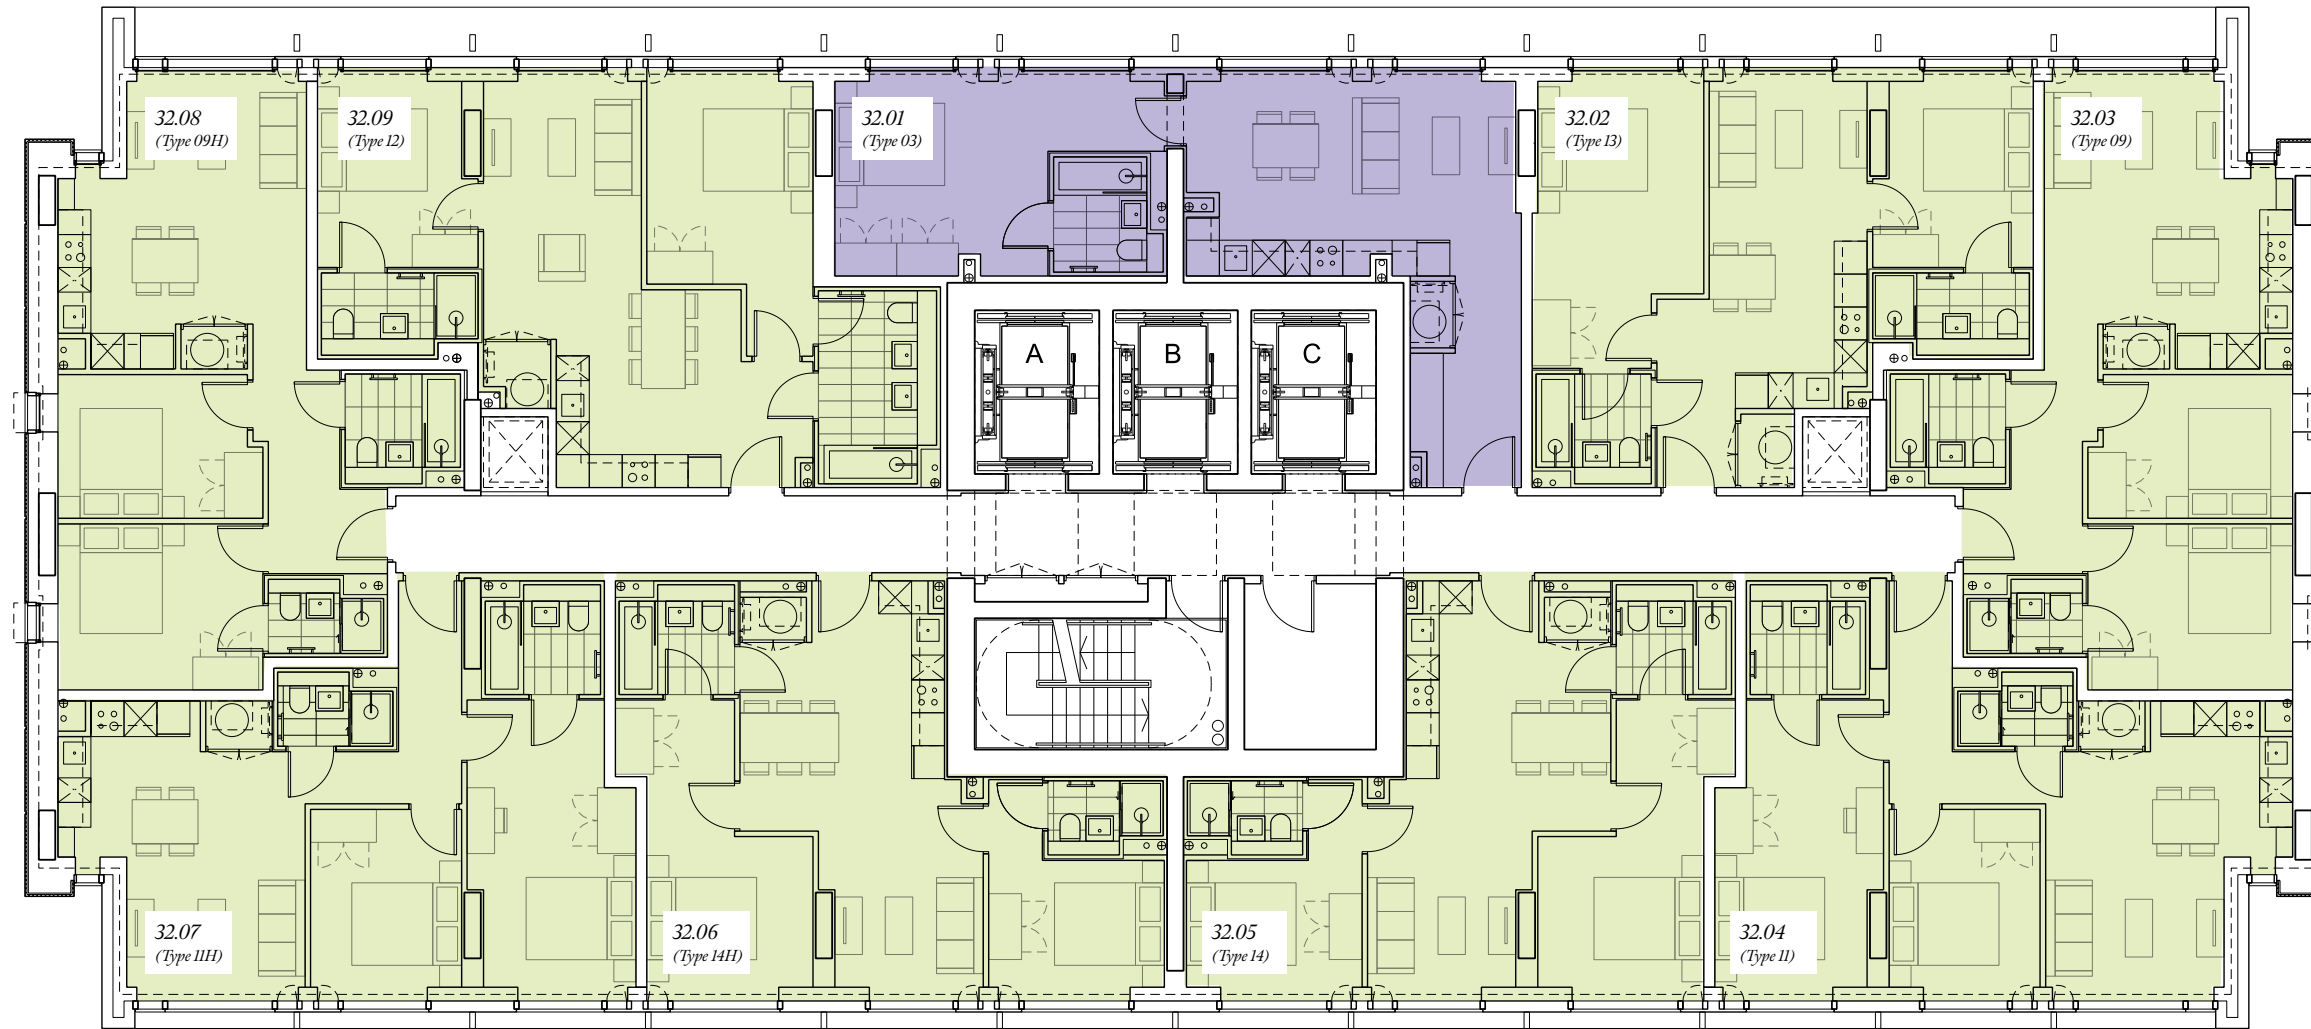 32.08
(Type 09H)
32.09
(Type 12)
32.01
(Type 03)
32.02
(Type 13)
32.03
(Type 09)
A
B
C
32.07
(Type 11H)
32.06
(Type 14H)
32.05
(Type 14)
32.04
(Type 11)